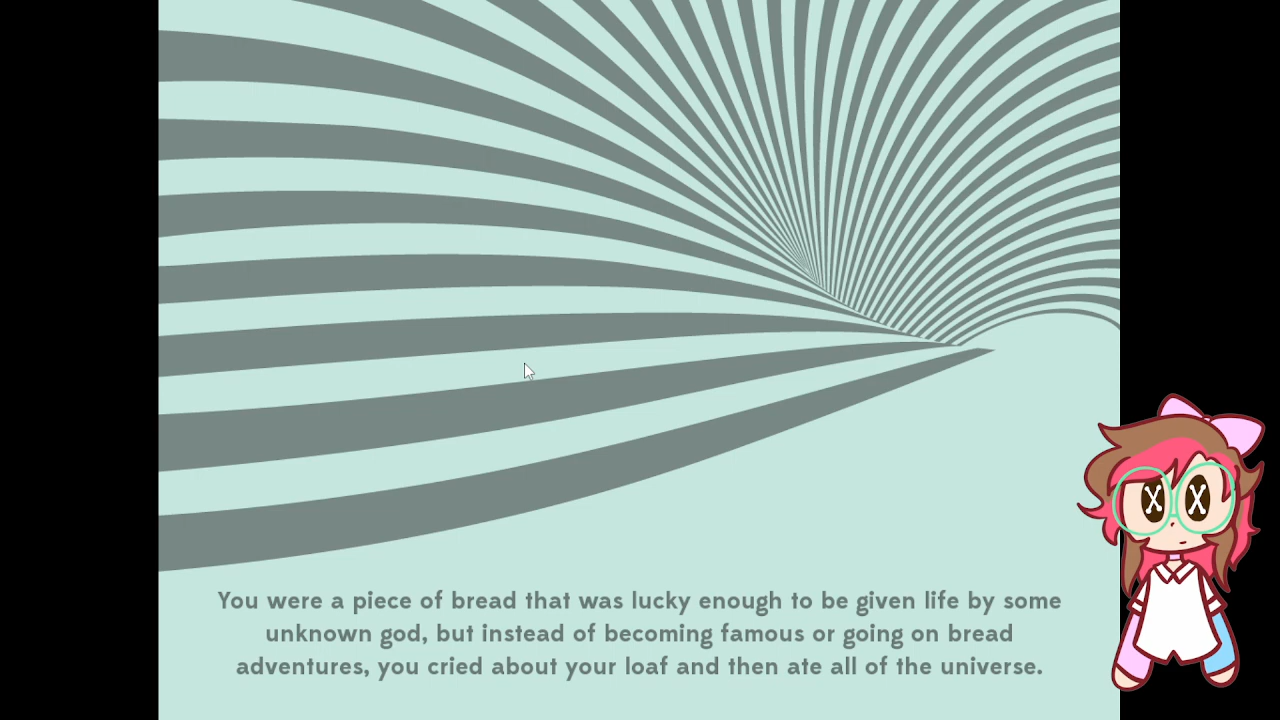 You were a piece of bread that was lucky enough to be given life by some
unknown god, but instead of becoming famous or going on bread
adventures, you cried about your loaf and then ate all of the universe.